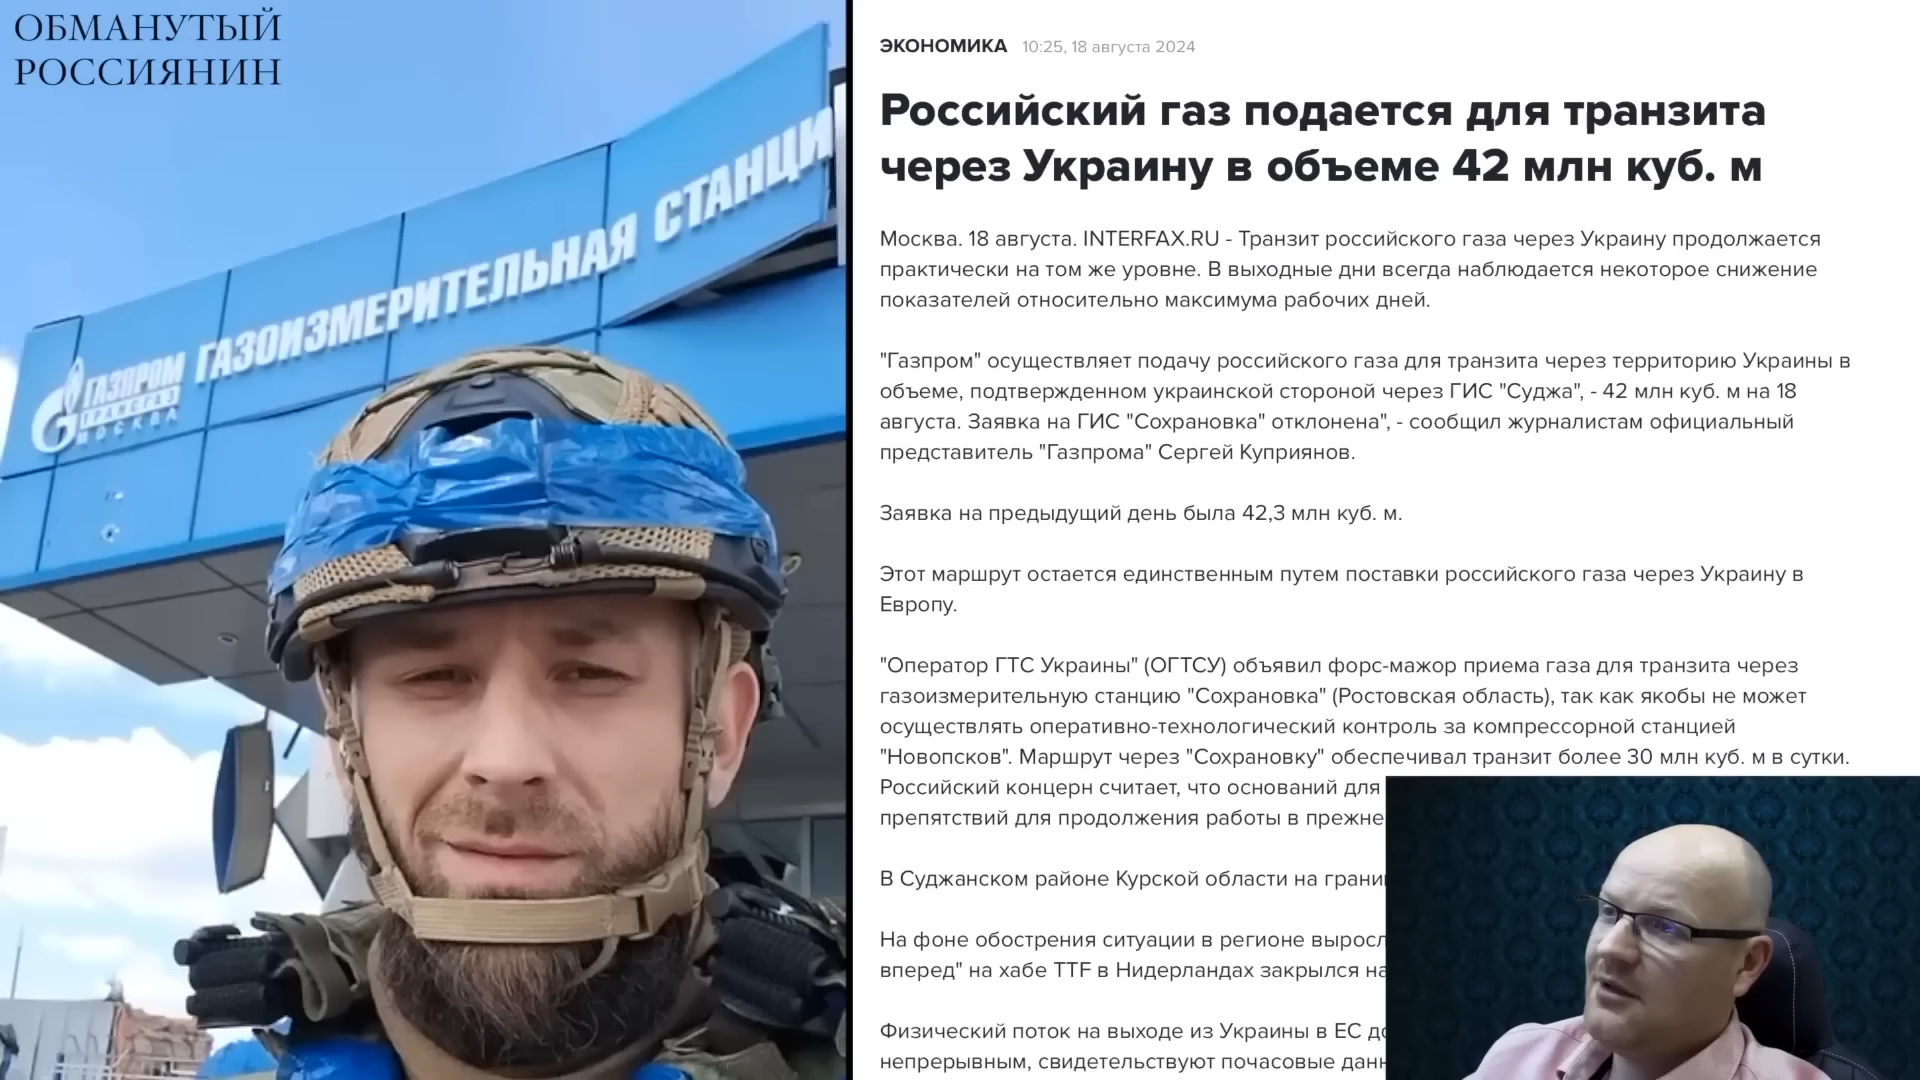 ОБМАНУТЫЙ
РОССИЯНИН
ГАЗПРОМ
ТРАНСГАЗ
МОСКВА
ГАЗОИЗМЕРИТЕЛЬНАЯ СТАНЦИ
ЭКОНОМИКА 10:25, 18 августа 2024
Российский газ подается для транзита
через Украину в объеме 42 млн куб. м
Москва. 18 августа. INTERFAX.RU - Транзит российского газа через Украину продолжается
практически на том же уровне. В выходные дни всегда наблюдается некоторое снижение
показателей относительно максимума рабочих дней.
"Газпром" осуществляет подачу российского газа для транзита через территорию Украины в
объеме, подтвержденном украинской стороной через ГИС "Суджа", - 42 млн куб. м на 18
августа. Заявка на ГИС "Сохрановка" отклонена", - сообщил журналистам официальный
представитель "Газпрома" Сергей Куприянов.
Заявка на предыдущий день была 42,3 млн куб. м.
Этот маршрут остается единственным путем поставки российского газа через Украину в
Европу.
"Оператор ГТС Украины" (ОГТСУ) объявил форс-мажор приема газа для транзита через
газоизмерительную станцию "Сохрановка" (Ростовская область), так как якобы не может
осуществлять оперативно-технологический контроль за компрессорной станцией
"Новопсков". Маршрут через "Сохрановку" обеспечивал транзит более 30 млн куб. м в сутки.
Российский концерн считает, что оснований для
препятствий для продолжения работы в прежне
В Суджанском районе Курской области на грани
На фоне обострения ситуации в регионе выросл
вперед" на хабе TTF в Нидерландах закрылся на
Физический поток на выходе из Украины в ЕС до
непрерывным, свидетельствуют почасовые данн